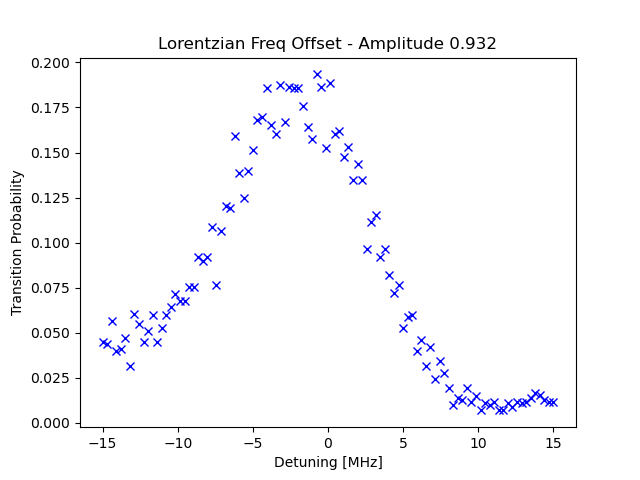 Lorentzian Freq Offset - Amplitude 0.932
Transition Probability
0.200
0.175
0.150
0.125
0.100
0.075
0.050
0.025
0.000
−15 −10 −5 0 5 10 15
Detuning [MHz]